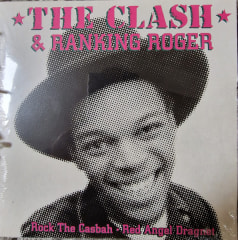 ★THE CLASH★
& RANKING ROGER
Rock The Casbah - Red Angel Dragnet